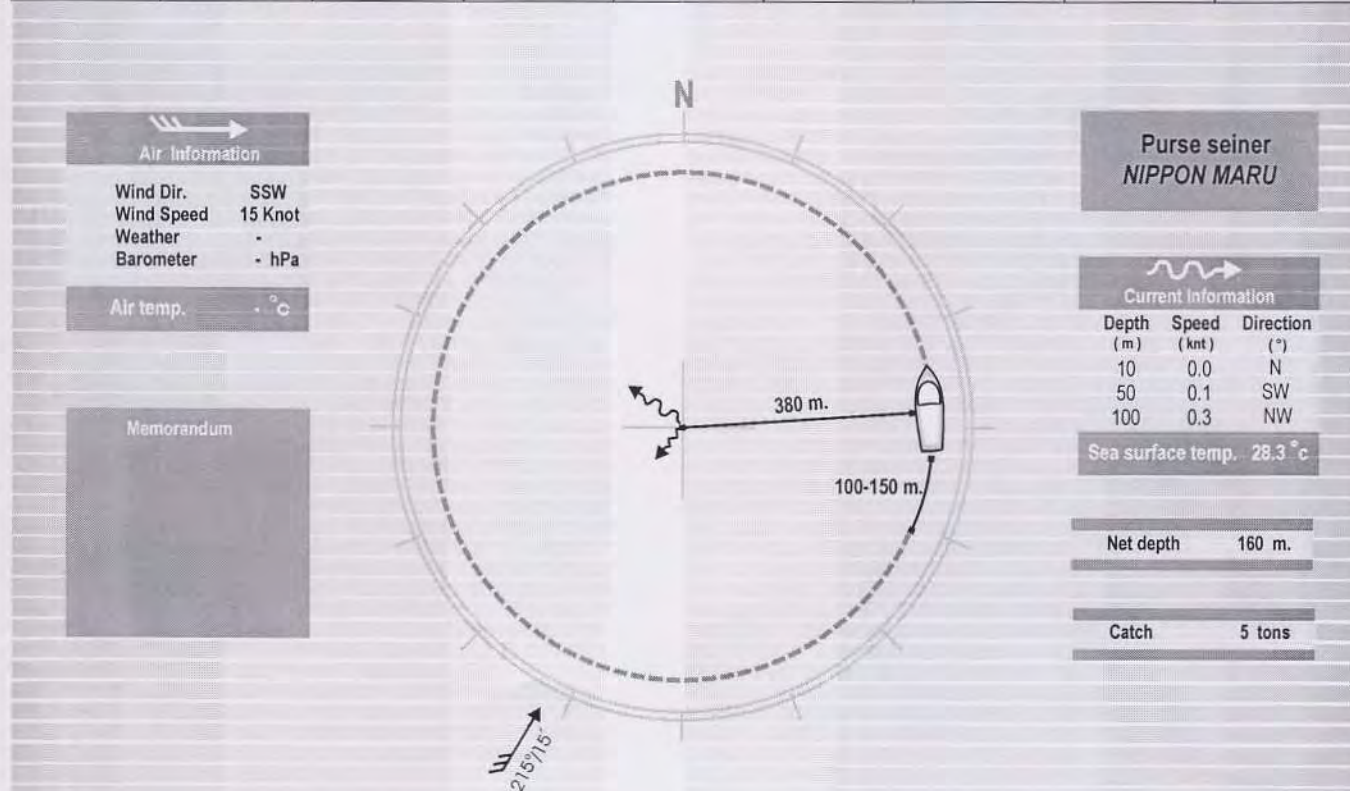 N
Air Information
Wind Dir. SSW
Wind Speed 15 Knot
Weather -
Barometer - hPa
Air temp. - °c
Memorandum
380 m.
100-150 m.
215°/15'
Purse seiner
NIPPON MARU
Current Information
Depth Speed Direction
(m) (knt) (°)
10 0.0 N
50 0.1 SW
100 0.3 NW
Sea surface temp. 28.3 °c
Net depth 160 m.
Catch 5 tons